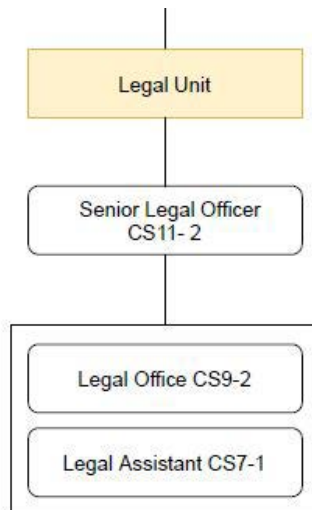 Legal Unit
Senior Legal Officer
CS11- 2
Legal Office CS9-2
Legal Assistant CS7-1